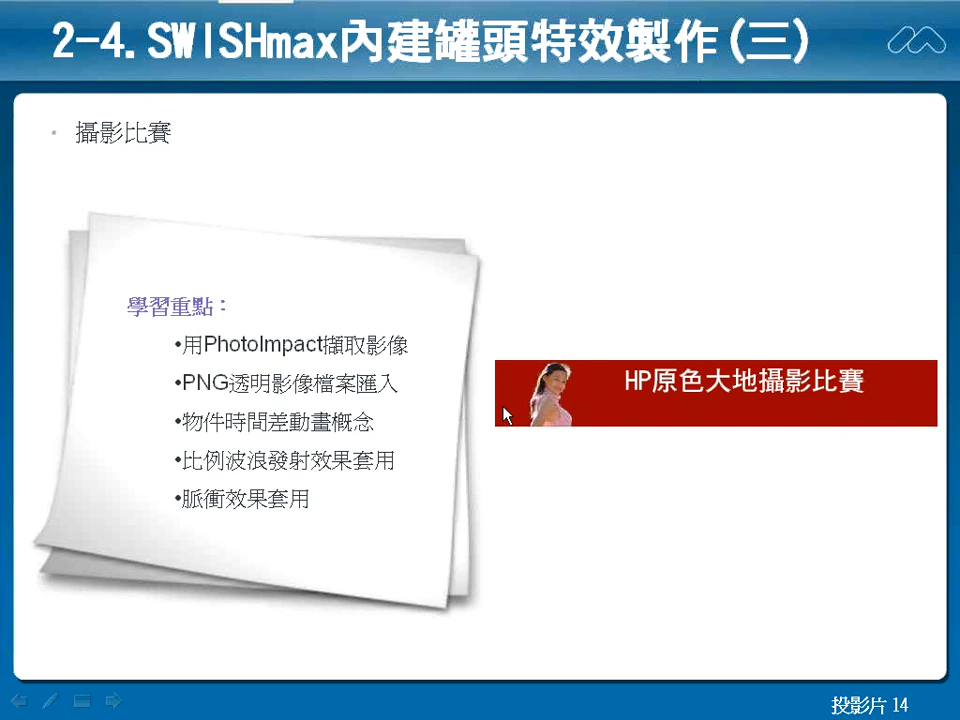 2-4.SWISHmax內建罐頭特效製作(三)
• 攝影比賽
學習重點：
•用PhotoImpact擷取影像
•PNG透明影像檔案匯入
•物件時間差動畫概念
•比例波浪發射效果套用
•脈衝效果套用
HP原色大地攝影比賽
投影片 14